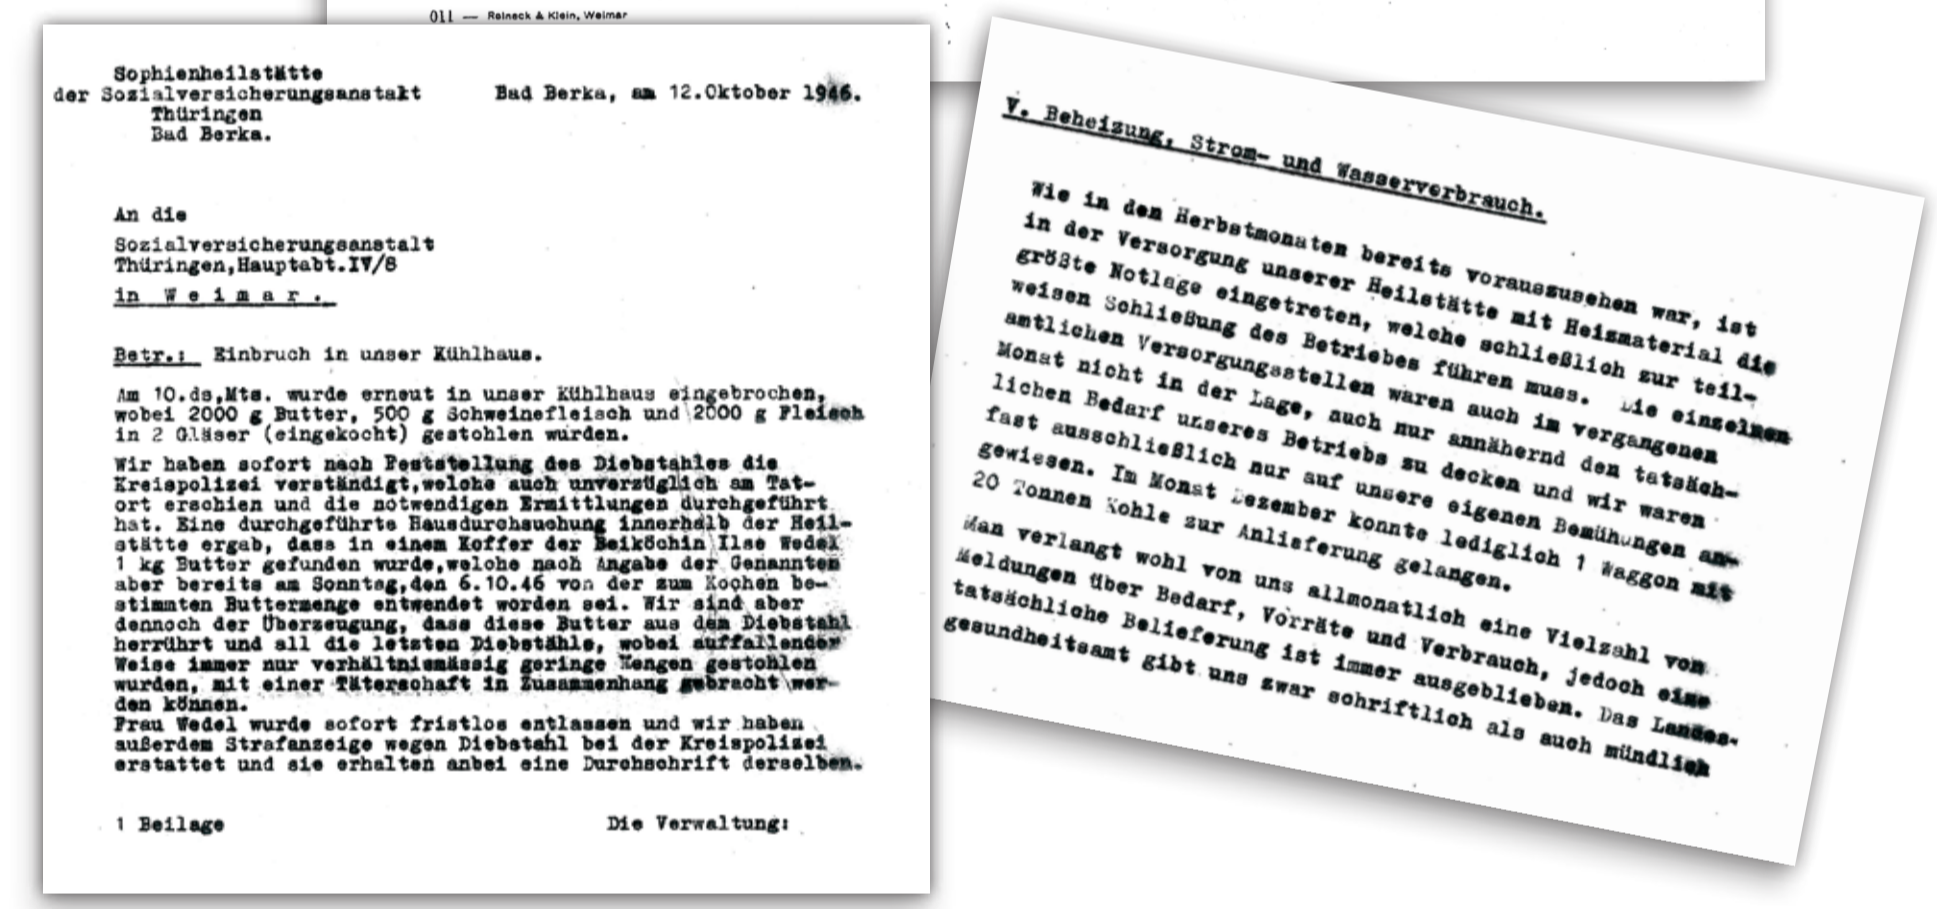 011 — Reineck & Klein, Weimar
Sophienheilstätte
der Sozialversicherungsanstalt
Thüringen
Bad Berka.
Bad Berka, am 12.Oktober 1946.
An die
Sozialversicherungsanstalt
Thüringen,Hauptabt.IV/8
in W e i m a r .
Betr.: Einbruch in unser Kühlhaus.
Am 10.ds,Mts. wurde erneut in unser Kühlhaus eingebrochen,
wobei 2000 g Butter, 500 g Schweinefleisch und 2000 g Fleisch
in 2 Gläser (eingekocht) gestohlen wurden.
Wir haben sofort nach Feststellung des Diebstahles die
Kreispolizei verständigt,welche auch unverzüglich am Tat-
ort erschien und die notwendigen Ermittlungen durchgeführt
hat. Eine durchgeführte Hausdurchsuchung innerhalb der Heil-
stätte ergab, dass in einem Koffer der Beiköchin Ilse Wedel
1 kg Butter gefunden wurde,welche nach Angabe der Genannten
aber bereits am Sonntag,den 6.10.46 von der zum Kochen be-
stimmten Buttermenge entwendet worden sei. Wir sind aber
dennoch der Überzeugung, dass diese Butter aus dem Diebstahl
herrührt und all die letzten Diebstähle, wobei auffallender
Weise immer nur verhältnismässig geringe Mengen gestohlen
wurden, mit einer Täterschaft in Zusammenhang gebracht wer-
den können.
Frau Wedel wurde sofort fristlos entlassen und wir haben
außerdem Strafanzeige wegen Diebstahl bei der Kreispolizei
erstattet und sie erhalten anbei eine Durchschrift derselben.
1 Beilage
Die Verwaltung:
V. Beheizung, Strom- und Wasserverbrauch.
Wie in den Herbstmonaten bereits vorauszusehen war, ist
in der Versorgung unserer Heilstätte mit Heizmaterial die
größte Notlage eingetreten, welche schließlich zur teil-
weisen Schließung des Betriebes führen muss. Die einzelnen
amtlichen Versorgungsstellen waren auch im vergangenen
Monat nicht in der Lage, auch nur annähernd den tatsäch-
lichen Bedarf unseres Betriebs zu decken und wir waren
fast ausschließlich nur auf unsere eigenen Bemühungen an-
gewiesen. Im Monat Dezember konnte lediglich 1 Waggon mit
20 Tonnen Kohle zur Anlieferung gelangen.
Man verlangt wohl von uns allmonatlich eine Vielzahl von
Meldungen über Bedarf, Vorräte und Verbrauch, jedoch eine
tatsächliche Belieferung ist immer ausgeblieben. Das Landes-
gesundheitsamt gibt uns zwar schriftlich als auch mündlich